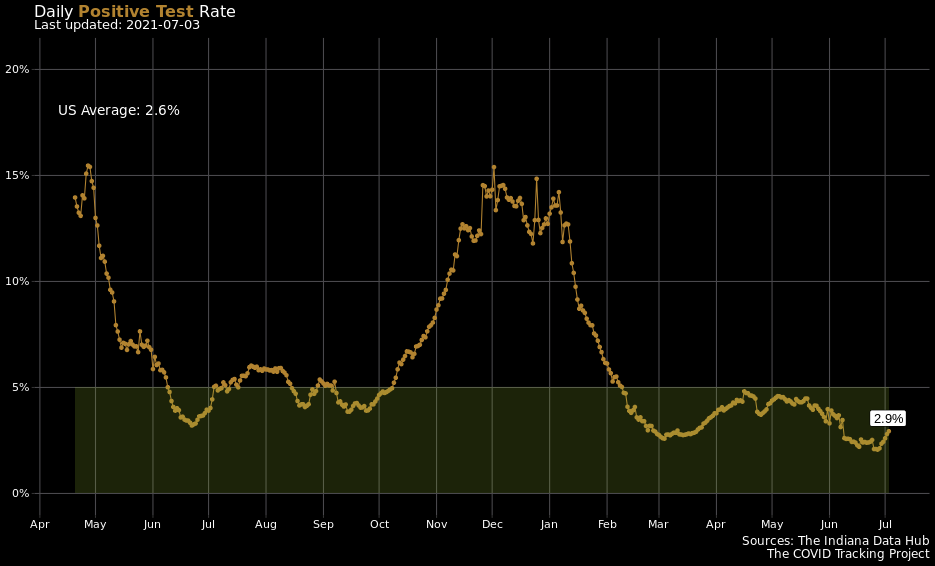 Daily Positive Test Rate
Last updated: 2021-07-03
20%
US Average: 2.6%
15%
10%
5%
2.9%
0%
Apr May Jun Jul Aug Sep Oct Nov Dec Jan Feb Mar Apr May Jun Jul
Sources: The Indiana Data Hub
The COVID Tracking Project